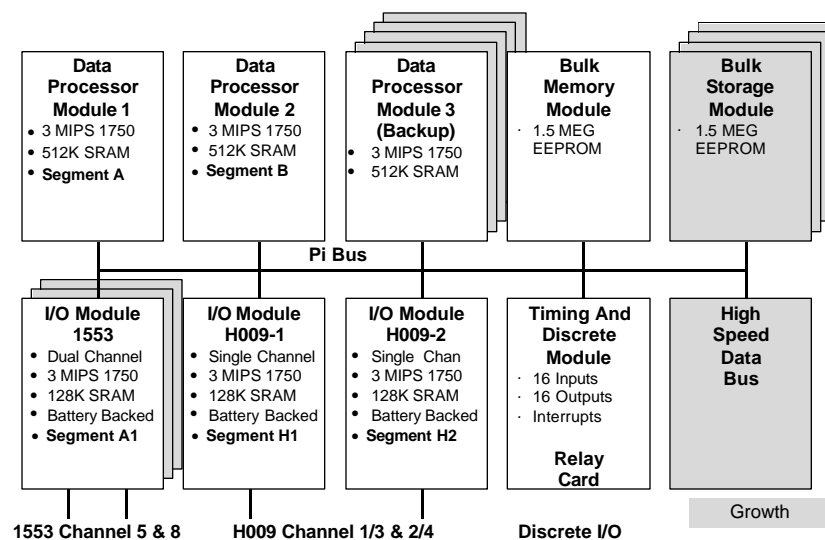 Data
Processor
Module 1
• 3 MIPS 1750
• 512K SRAM
• Segment A
Data
Processor
Module 2
• 3 MIPS 1750
• 512K SRAM
• Segment B
Data
Processor
Module 3
(Backup)
• 3 MIPS 1750
• 512K SRAM
Bulk
Memory
Module
· 1.5 MEG
EEPROM
Bulk
Storage
Module
· 1.5 MEG
EEPROM
Pi Bus
I/O Module
1553
• Dual Channel
• 3 MIPS 1750
• 128K SRAM
• Battery Backed
• Segment A1
I/O Module
H009-1
• Single Channel
• 3 MIPS 1750
• 128K SRAM
• Battery Backed
• Segment H1
I/O Module
H009-2
• Single Chan
• 3 MIPS 1750
• 128K SRAM
• Battery Backed
• Segment H2
Timing And
Discrete
Module
· 16 Inputs
· 16 Outputs
· Interrupts
Relay
Card
High
Speed
Data
Bus
Growth
1553 Channel 5 & 8
H009 Channel 1/3 & 2/4
Discrete I/O